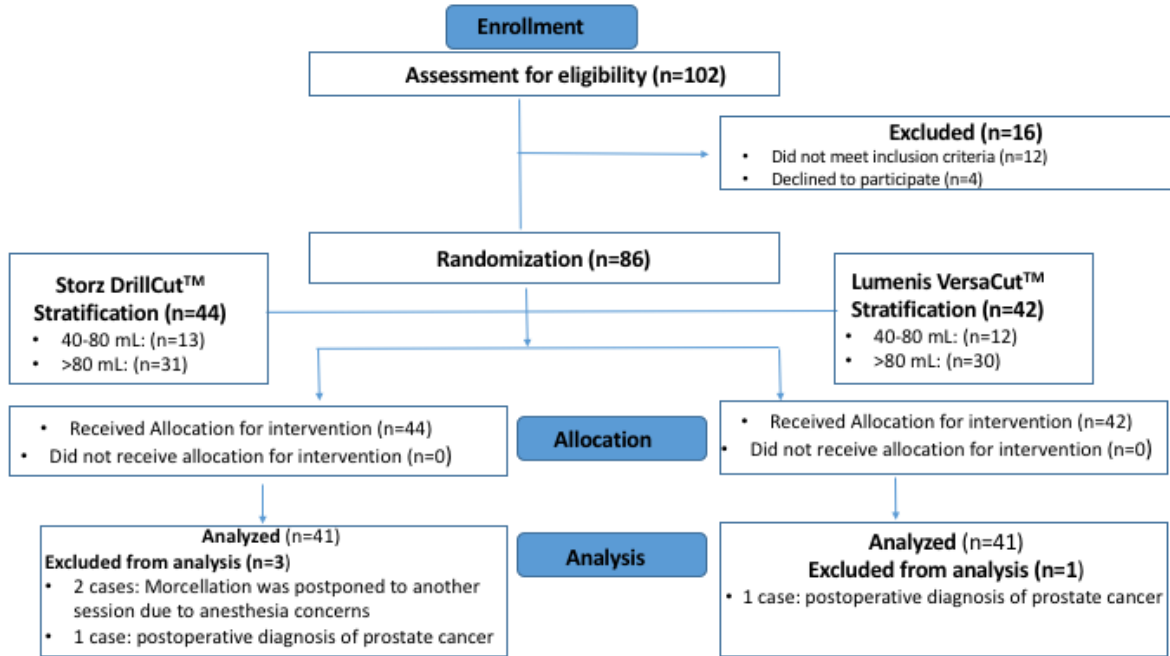 Enrollment
Assessment for eligibility (n=102)
Excluded (n=16)
• Did not meet inclusion criteria (n=12)
• Declined to participate (n=4)
Randomization (n=86)
Storz DrillCut™
Stratification (n=44)
• 40-80 mL: (n=13)
• >80 mL: (n=31)
Lumenis VersaCut™
Stratification (n=42)
• 40-80 mL: (n=12)
• >80 mL: (n=30)
• Received Allocation for intervention (n=44)
• Did not receive allocation for intervention (n=0)
Allocation
• Received Allocation for intervention (n=42)
• Did not receive allocation for intervention (n=0)
Analyzed (n=41)
Excluded from analysis (n=3)
• 2 cases: Morcellation was postponed to another
session due to anesthesia concerns
• 1 case: postoperative diagnosis of prostate cancer
Analysis
Analyzed (n=41)
Excluded from analysis (n=1)
• 1 case: postoperative diagnosis of prostate cancer